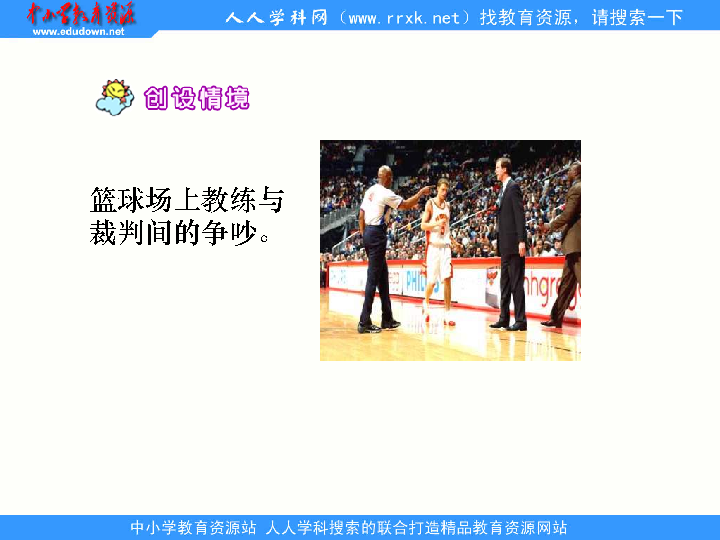 中小学教育资源
www.edudown.net
人人学科网（www.rrxk.net）找教育资源，请搜索一下
创设情境
篮球场上教练与
裁判间的争吵。
PHILIPS
中小学教育资源站 人人学科搜索的联合打造精品教育资源网站